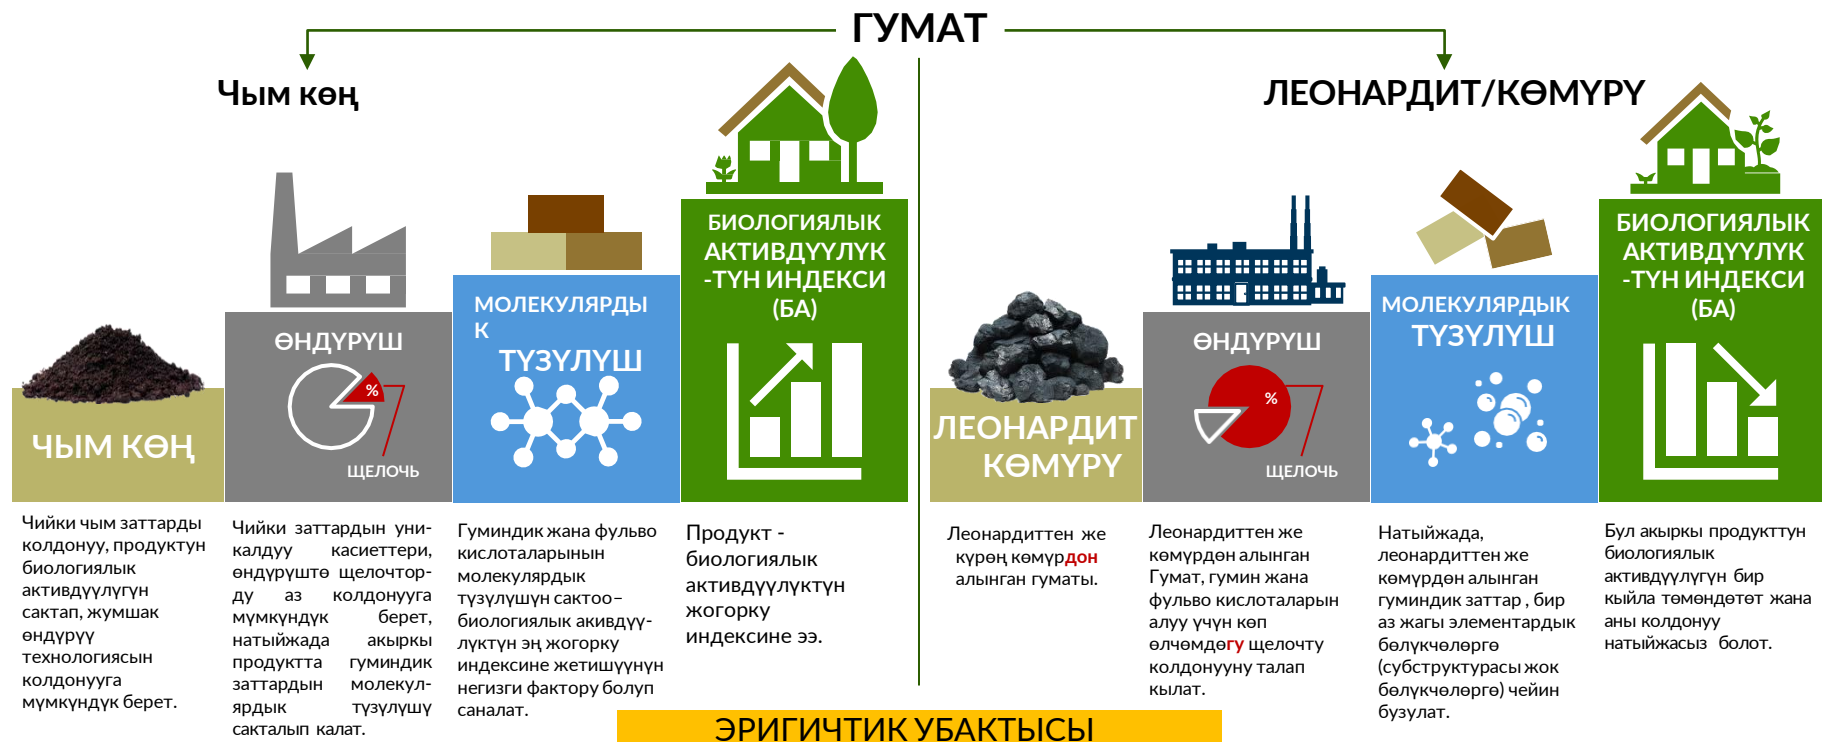 ГУМАТ
Чым көң
ЧЫМ КӨҢ
ӨНДҮРҮШ
%
ЩЕЛОЧЬ
МОЛЕКУЛЯРДЫ
К
ТҮЗҮЛҮШ
БИОЛОГИЯЛЫК
АКТИВДҮҮЛҮК
-ТҮН ИНДЕКСИ
(БА)
Чийки чым заттарды
колдонуу, продуктун
биологиялык
активдүүлүгүн
сактап, жумшак
өндүрүү
технологиясын
колдонууга
мүмкүндүк берет.
Чийки заттардын уни-
калдуу касиеттери,
өндүрүштө щелочтор-
ду аз колдонууга
мүмкүндүк берет,
натыйжада акыркы
продуктта гуминдик
заттардын молекул-
ярдык түзүлүшү
сакталып калат.
Гуминдик жана фульво
кислоталарынын
молекулярдык
түзүлүшүн сактоо–
биологиялык акивдүү-
лүктүн эң жогорку
индексине жетишүүнүн
негизги фактору болуп
саналат.
Продукт -
биологиялык
активдүүлүктүн
жогорку
индексине ээ.
ЛЕОНАРДИТ/КӨМҮРҮ
ЛЕОНАРДИТ
КӨМҮРҮ
ӨНДҮРҮШ
%
ЩЕЛОЧЬ
МОЛЕКУЛЯРДЫК
ТҮЗҮЛҮШ
БИОЛОГИЯЛЫК
АКТИВДҮҮЛҮК
-ТҮН ИНДЕКСИ
(БА)
Леонардиттен же
күрөң көмүрдон
алынган гуматы.
Леонардиттен же
көмүрдөн алынган
Гумат, гумин жана
фульво кислоталарын
алуу үчүн көп
өлчөмдөгу щелочту
колдонууну талап
кылат.
Натыйжада,
леонардиттен же
көмүрдөн алынган
гуминдик заттар , бир
аз жагы элементардык
бөлүкчөлөргө
(субструктурасы жок
бөлүкчөлөргө) чейин
бузулат.
Бул акыркы продукттун
биологиялык
активдүүлүгүн бир
кыйла төмөндөтөт жана
аны колдонуу
натыйжасыз болот.
ЭРИГИЧТИК УБАКТЫСЫ